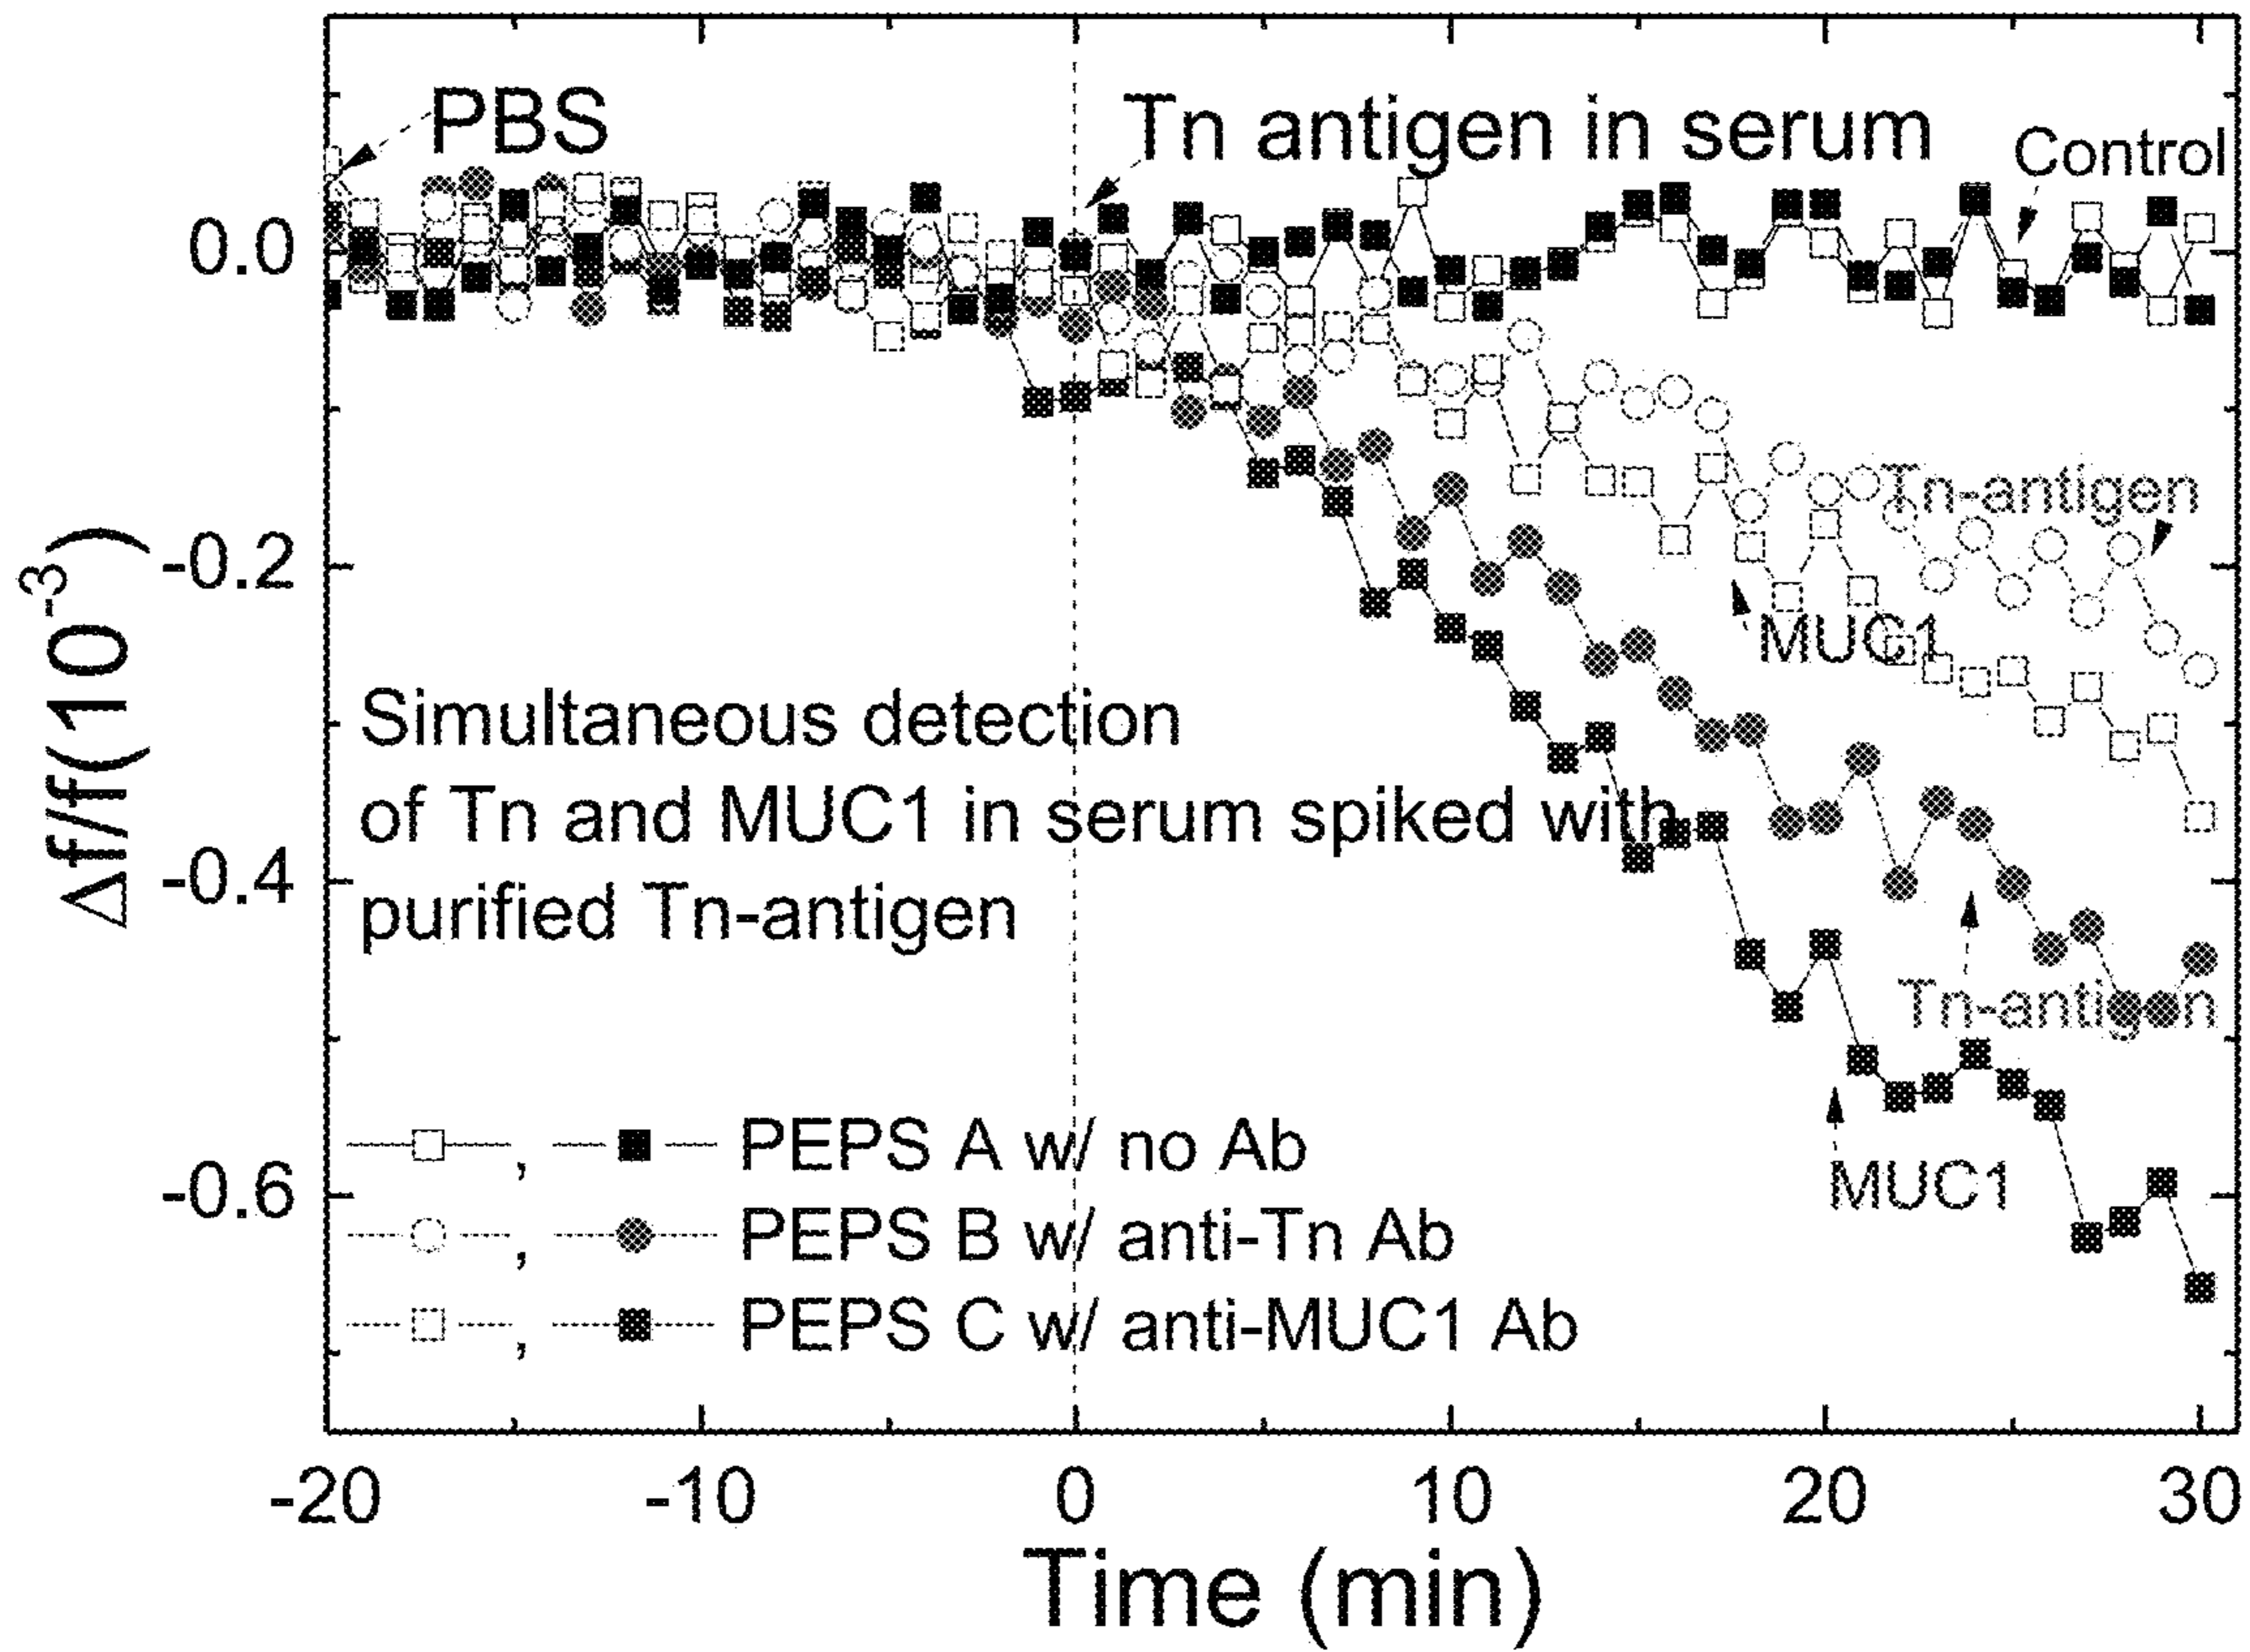 PBS
Tn antigen in serum
Control
0.0
Tn-antigen
-0.2
MUC1
Δf/f(10⁻³)
Simultaneous detection
of Tn and MUC1 in serum spiked with
purified Tn-antigen
-0.4
Tn-antigen
MUC1
-0.6
, PEPS A w/ no Ab
, PEPS B w/ anti-Tn Ab
, PEPS C w/ anti-MUC1 Ab
-20 -10 0 10 20 30
Time (min)